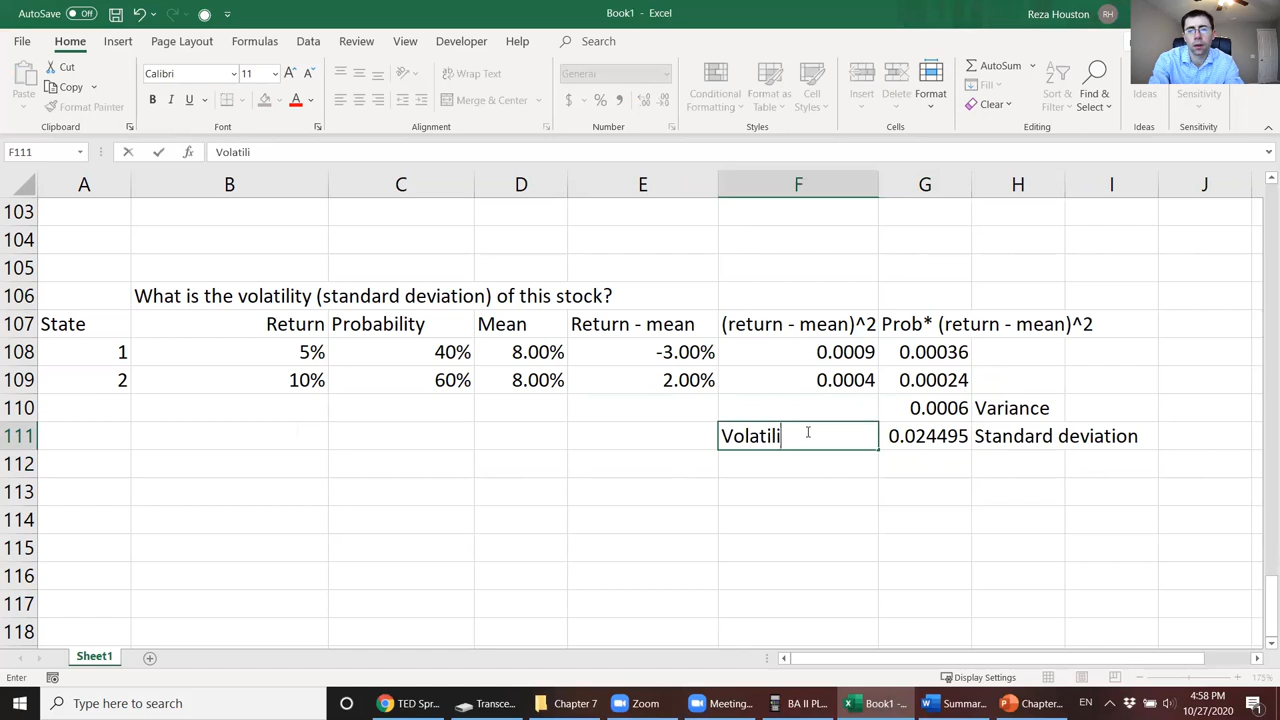 AutoSave Off
Book1 - Excel
Reza Houston RH
File Home Insert Page Layout Formulas Data Review View Developer Help Search
Cut
Copy
Format Painter
Paste
Clipboard
Calibri 11
B I U
Font
Wrap Text
Merge & Center
Alignment
General
$ % ,
Number
Conditional Formatting
Format as Table
Cell Styles
Styles
Insert Delete Format
Cells
AutoSum
Fill
Clear
Sort & Filter
Find & Select
Editing
Ideas
Ideas
Sensitivity
Sensitivity
F111 fx Volatili
A B C D E F G H I J
103
104
105
106 What is the volatility (standard deviation) of this stock?
107 State Return Probability Mean Return - mean (return - mean)^2 Prob* (return - mean)^2
108 1 5% 40% 8.00% -3.00% 0.0009 0.00036
109 2 10% 60% 8.00% 2.00% 0.0004 0.00024
110 0.0006 Variance
111 Volatili 0.024495 Standard deviation
112
113
114
115
116
117
118
Sheet1
Enter Display Settings 175%
Type here to search
TED Spr...
Transce...
Chapter 7
Zoom
Meeting...
BA II PL...
Book1 -...
Summar...
Chapter...
EN
4:58 PM
10/27/2020